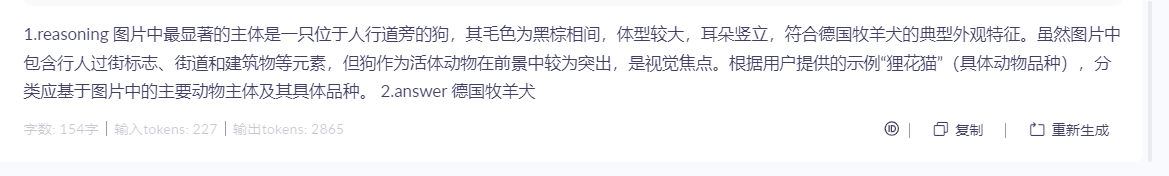 1.reasoning 图片中最显著的主体是一只位于人行道旁的狗，其毛色为黑棕相间，体型较大，耳朵竖立，符合德国牧羊犬的典型外观特征。虽然图片中
包含行人过街标志、街道和建筑物等元素，但狗作为活体动物在前景中较为突出，是视觉焦点。根据用户提供的示例“狸花猫”（具体动物品种），分
类应基于图片中的主要动物主体及其具体品种。 2.answer 德国牧羊犬
字数: 154字 | 输入tokens: 227 | 输出tokens: 2865 ID | 复制 | 重新生成